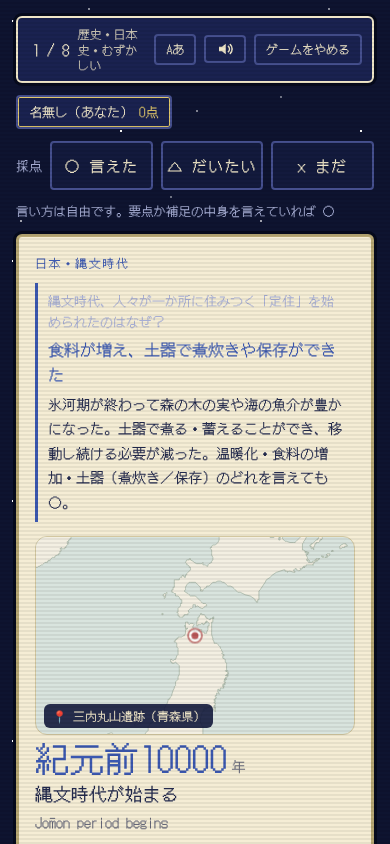 1 / 8
歴史・日本
史・むずか
しい
Aあ
ゲームをやめる
名無し（あなた） 0点
採点
○ 言えた
△ だいたい
x まだ
言い方は自由です。要点か補足の中身を言えていれば ○
日本・縄文時代
縄文時代、人々が一か所に住みつく「定住」を始
められたのはなぜ？
食料が増え、土器で煮炊きや保存ができ
た
氷河期が終わって森の木の実や海の魚介が豊か
になった。土器で煮る・蓄えることができ、移
動し続ける必要が減った。温暖化・食料の増
加・土器（煮炊き／保存）のどれを言えても
○。
三内丸山遺跡（青森県）
紀元前10000 年
縄文時代が始まる
Jōmon period begins